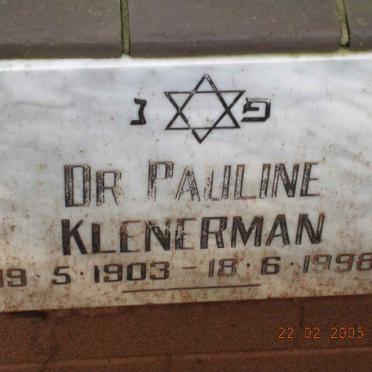 פ נ
DR PAULINE
KLENERMAN
19·5·1903 - 18·6·1998
22 02 2005